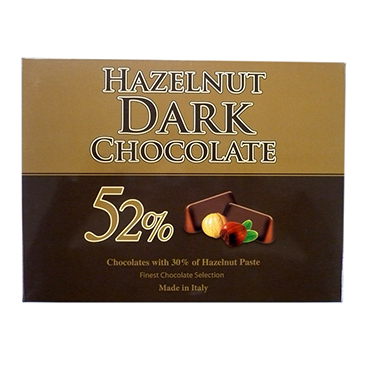 HAZELNUT
DARK
CHOCOLATE
52%
Chocolates with 30% of Hazelnut Paste
Finest Chocolate Selection
Made in Italy